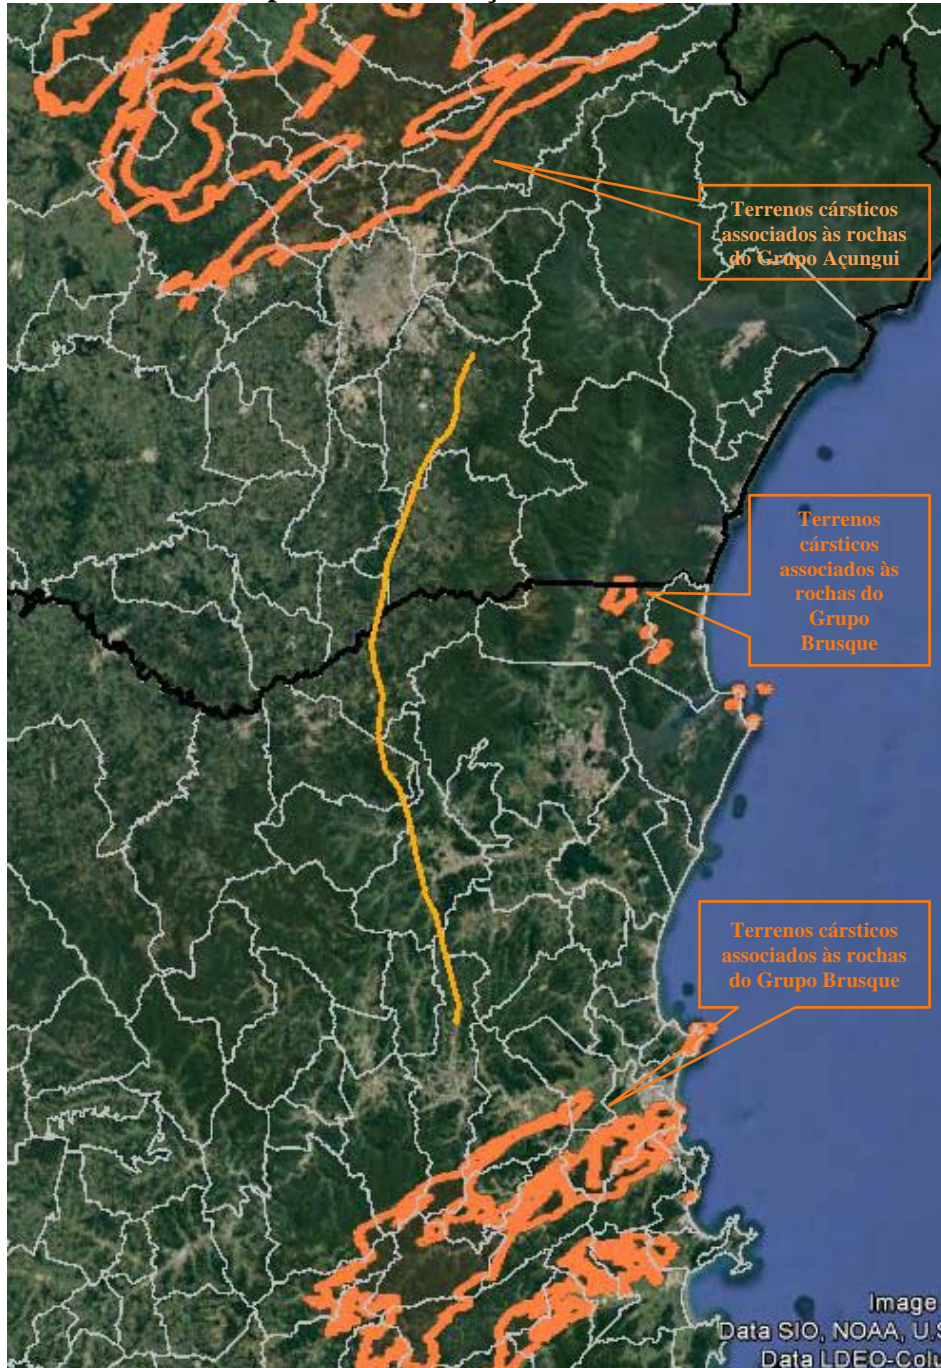 Terrenos cársticos
associados às rochas
do Grupo Açungui
Terrenos
cársticos
associados às
rochas do
Grupo
Brusque
Terrenos cársticos
associados às rochas
do Grupo Brusque
Image
Data SIO, NOAA, U.S
Data LDEO-Colu